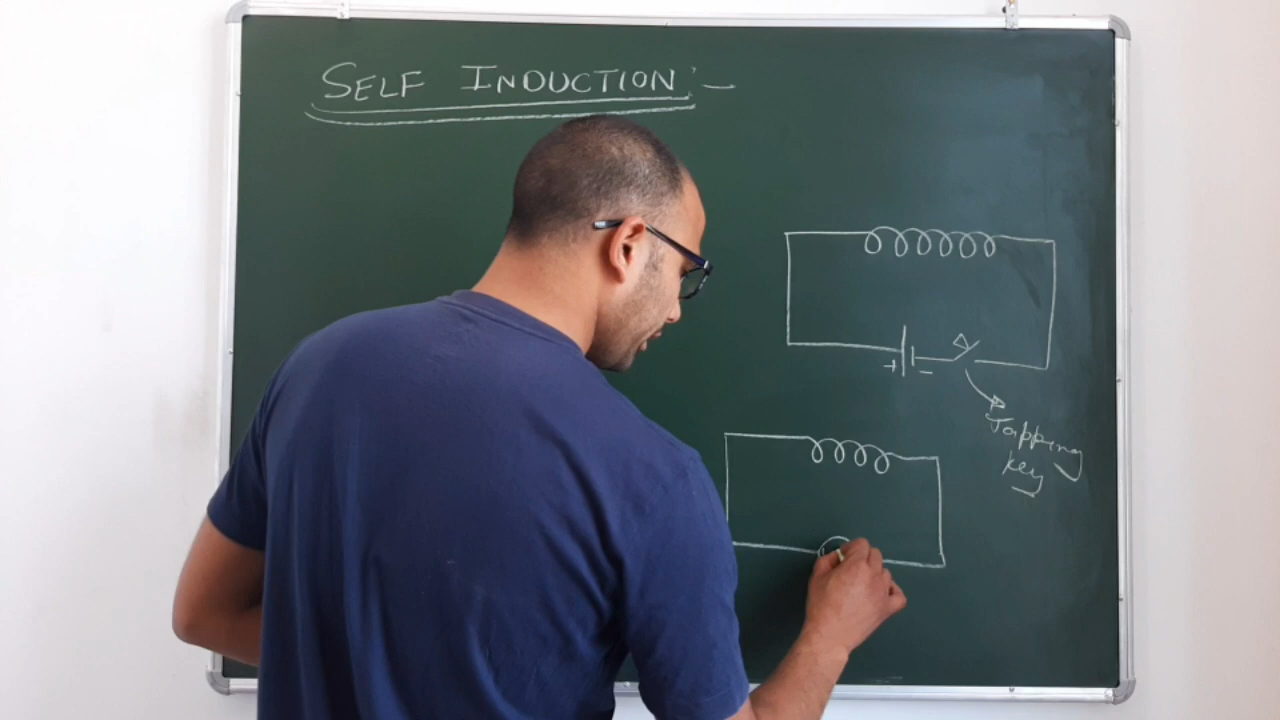 SELF INDUCTION :-
+ -
Tapping
key